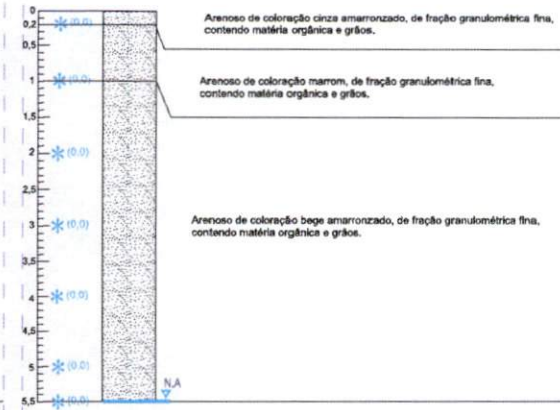 0
0,2
(0,0)
0,5
Arenoso de coloração cinza amarronzado, de fração granulométrica fina,
contendo matéria orgânica e grãos.
1
(0,0)
Arenoso de coloração marrom, de fração granulométrica fina,
contendo matéria orgânica e grãos.
1,5
2
(0,0)
2,5
3
(0,0)
Arenoso de coloração bege amarronzado, de fração granulométrica fina,
contendo matéria orgânica e grãos.
3,5
4
(0,0)
4,5
5
(0,0)
N.A
5,5
(0,0)